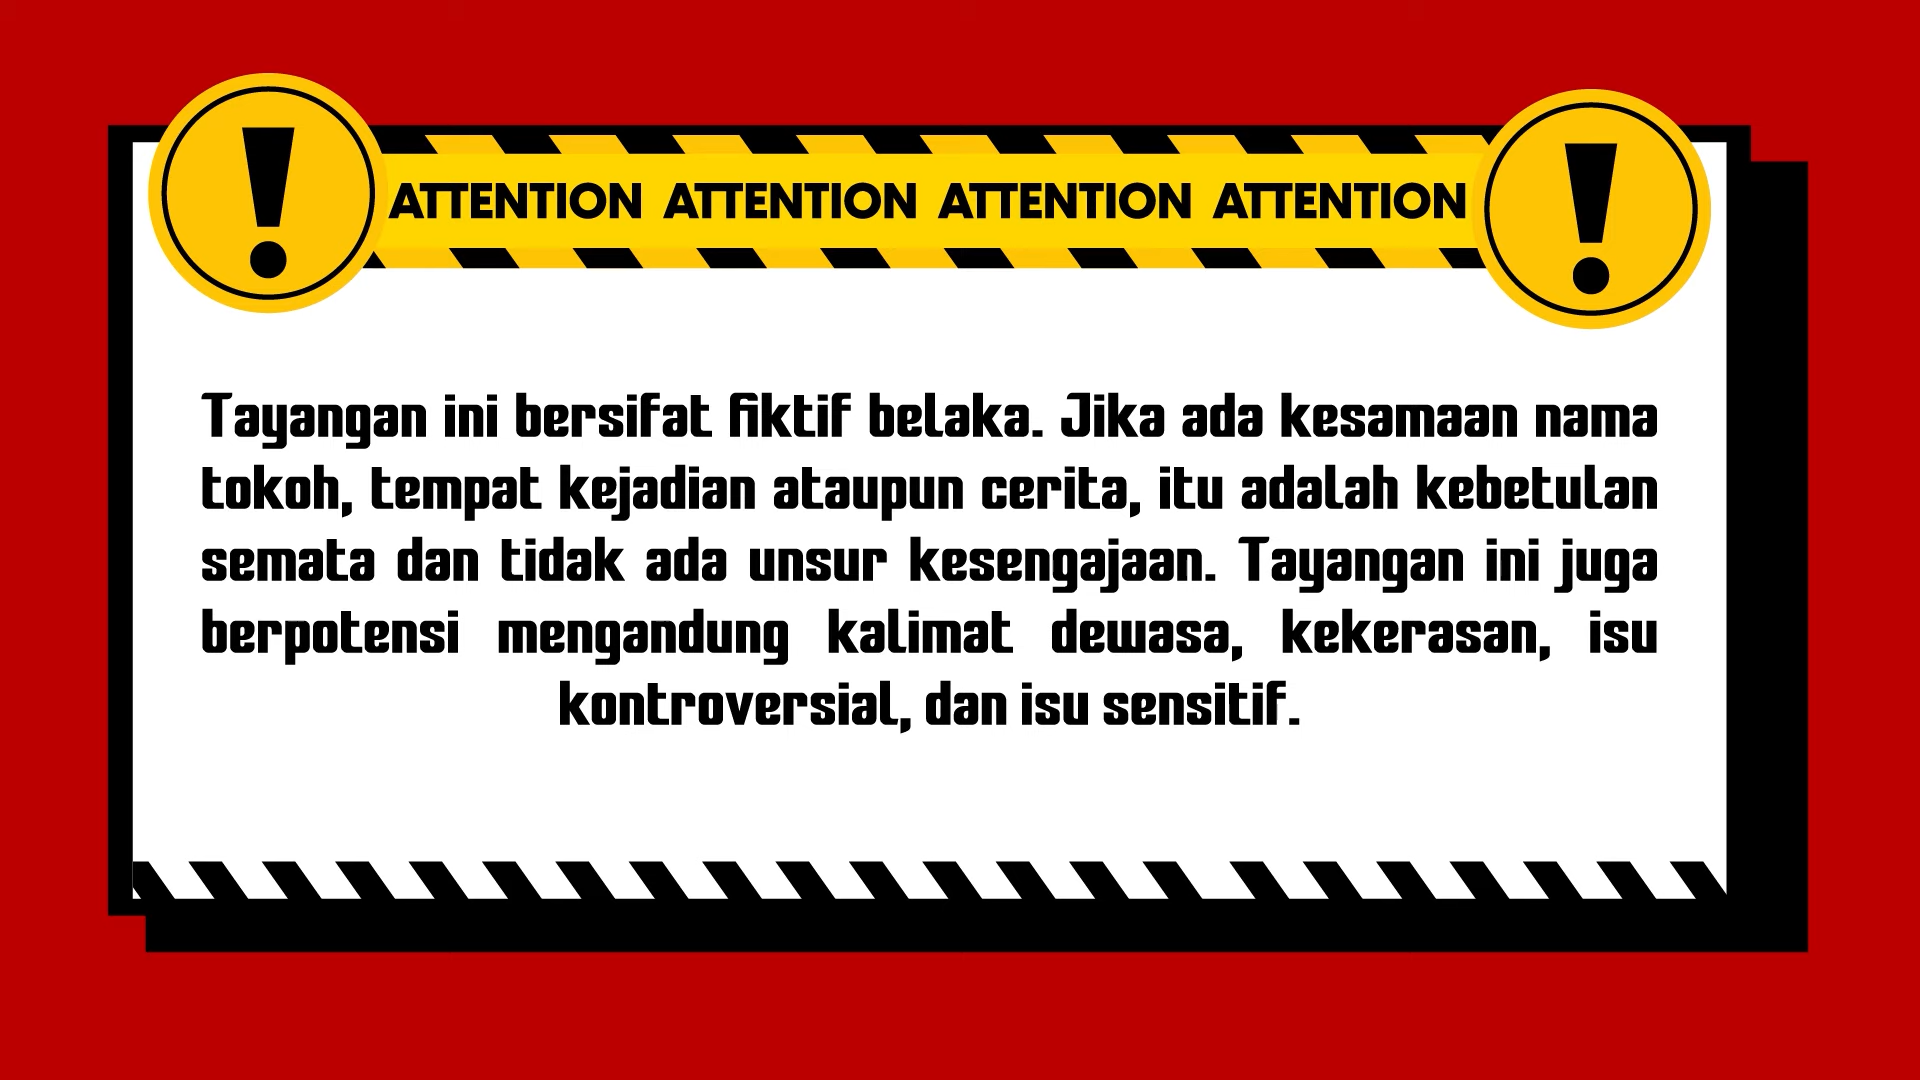 ATTENTION ATTENTION ATTENTION ATTENTION
Tayangan ini bersifat fiktif belaka. Jika ada kesamaan nama
tokoh, tempat kejadian ataupun cerita, itu adalah kebetulan
semata dan tidak ada unsur kesengajaan. Tayangan ini juga
berpotensi mengandung kalimat dewasa, kekerasan, isu
kontroversial, dan isu sensitif.